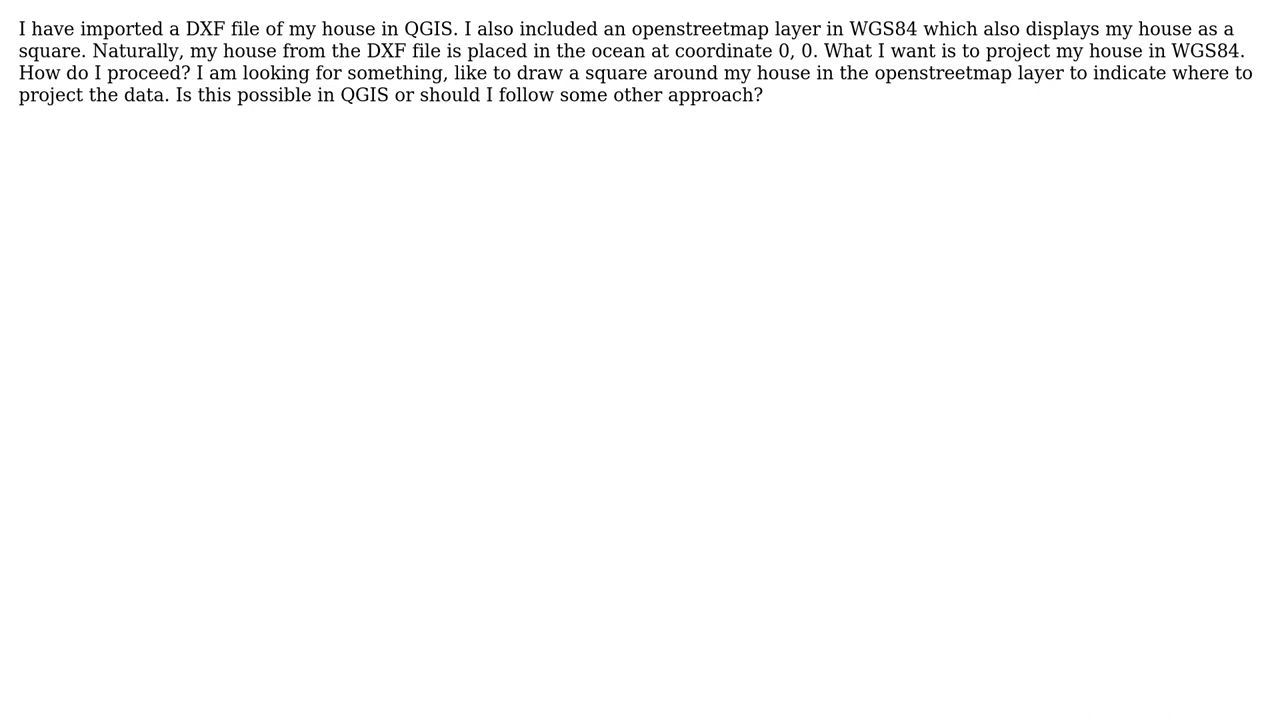 I have imported a DXF file of my house in QGIS. I also included an openstreetmap layer in WGS84 which also displays my house as a
square. Naturally, my house from the DXF file is placed in the ocean at coordinate 0, 0. What I want is to project my house in WGS84.
How do I proceed? I am looking for something, like to draw a square around my house in the openstreetmap layer to indicate where to
project the data. Is this possible in QGIS or should I follow some other approach?